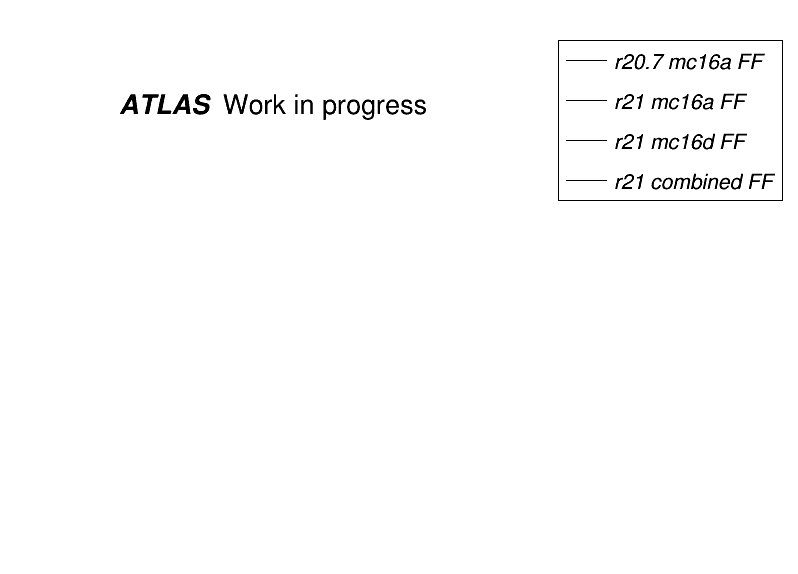 ATLAS Work in progress
r20.7 mc16a FF
r21 mc16a FF
r21 mc16d FF
r21 combined FF